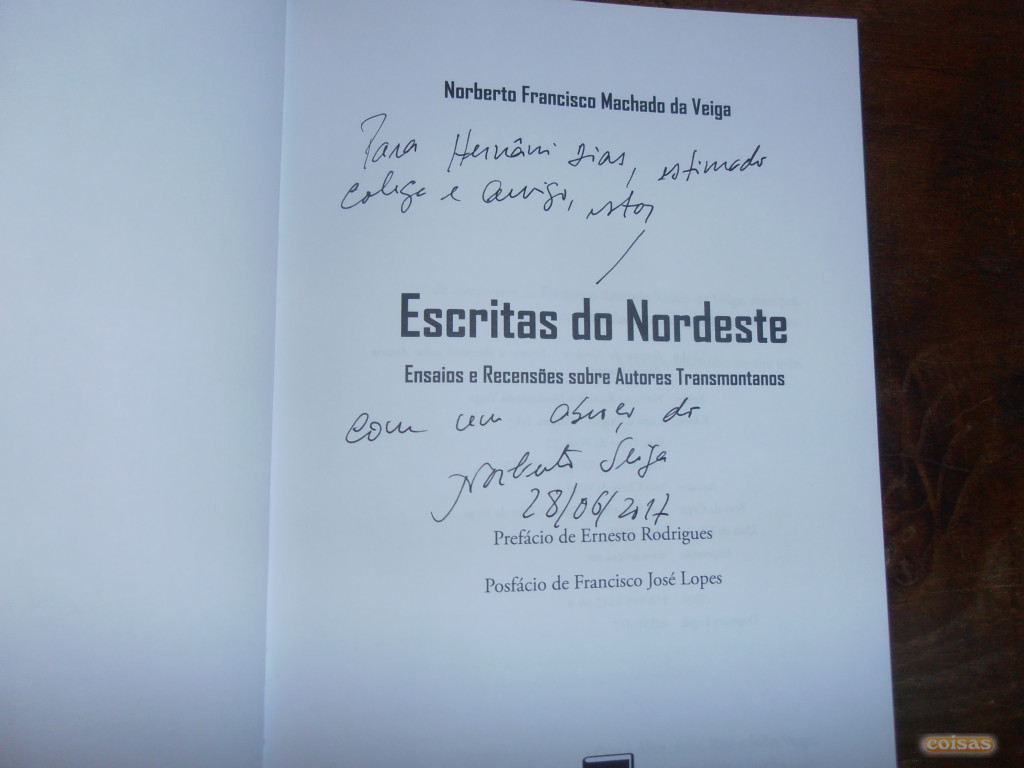 Norberto Francisco Machado da Veiga
Para Hernâni Dias, estimado
colega e amigo, estas
Escritas do Nordeste
Ensaios e Recensões sobre Autores Transmontanos
com um abraço do
Norberto Veiga
28/06/2017
Prefácio de Ernesto Rodrigues
Posfácio de Francisco José Lopes
coisas